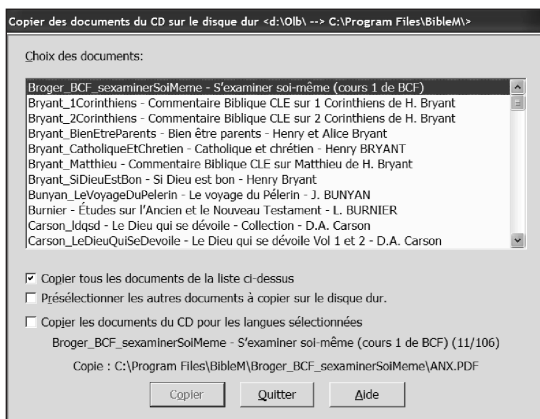 Copier des documents du CD sur le disque dur <d:\Olb\ --> C:\Program Files\BibleM\>
Choix des documents:
Broger_BCF_sexaminerSoiMeme - S'examiner soi-même (cours 1 de BCF)
Bryant_1Corinthiens - Commentaire Biblique CLE sur 1 Corinthiens de H. Bryant
Bryant_2Corinthiens - Commentaire Biblique CLE sur 2 Corinthiens de H. Bryant
Bryant_BienEtreParents - Bien être parents - Henry et Alice Bryant
Bryant_CatholiqueEtChretien - Catholique et chrétien - Henry BRYANT
Bryant_Matthieu - Commentaire Biblique CLE sur Matthieu de H. Bryant
Bryant_SiDieuEstBon - Si Dieu est bon - Henry Bryant
Bunyan_LeVoyageDuPelerin - Le voyage du Pélerin - J. BUNYAN
Burnier - Études sur l'Ancien et le Nouveau Testament - L. BURNIER
Carson_ldqsd - Le Dieu qui se dévoile - Collection - D.A. Carson
Carson_LeDieuQuiSeDevoile - Le Dieu qui se dévoile Vol 1 et 2 - D.A. Carson
Copier tous les documents de la liste ci-dessus
Présélectionner les autres documents à copier sur le disque dur.
Copier les documents du CD pour les langues sélectionnées
Broger_BCF_sexaminerSoiMeme - S'examiner soi-même (cours 1 de BCF) (11/106)
Copie : C:\Program Files\BibleM\Broger_BCF_sexaminerSoiMeme\ANX.PDF
Copier Quitter Aide